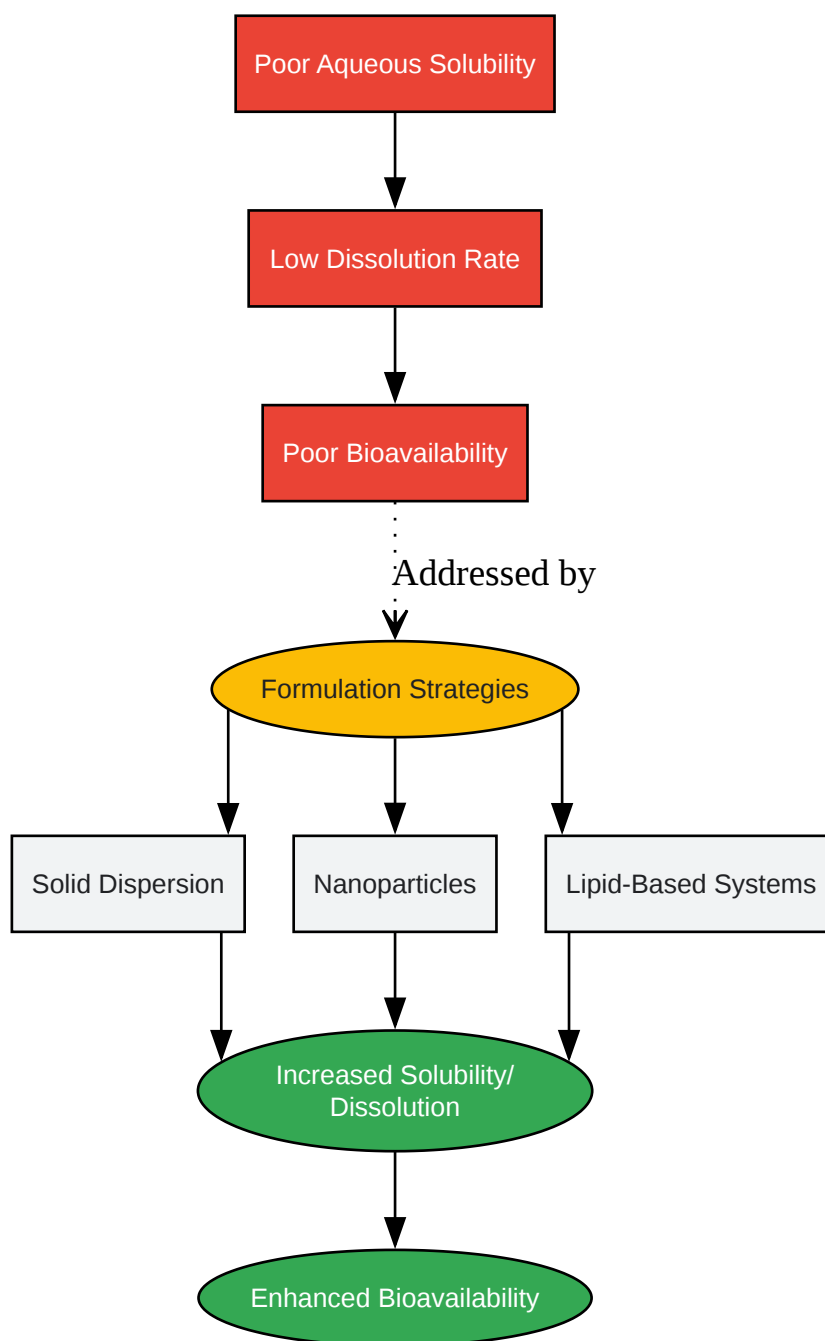 Poor Aqueous Solubility
Low Dissolution Rate
Poor Bioavailability
Addressed by
Formulation Strategies
Solid Dispersion
Nanoparticles
Lipid-Based Systems
Increased Solubility/
Dissolution
Enhanced Bioavailability